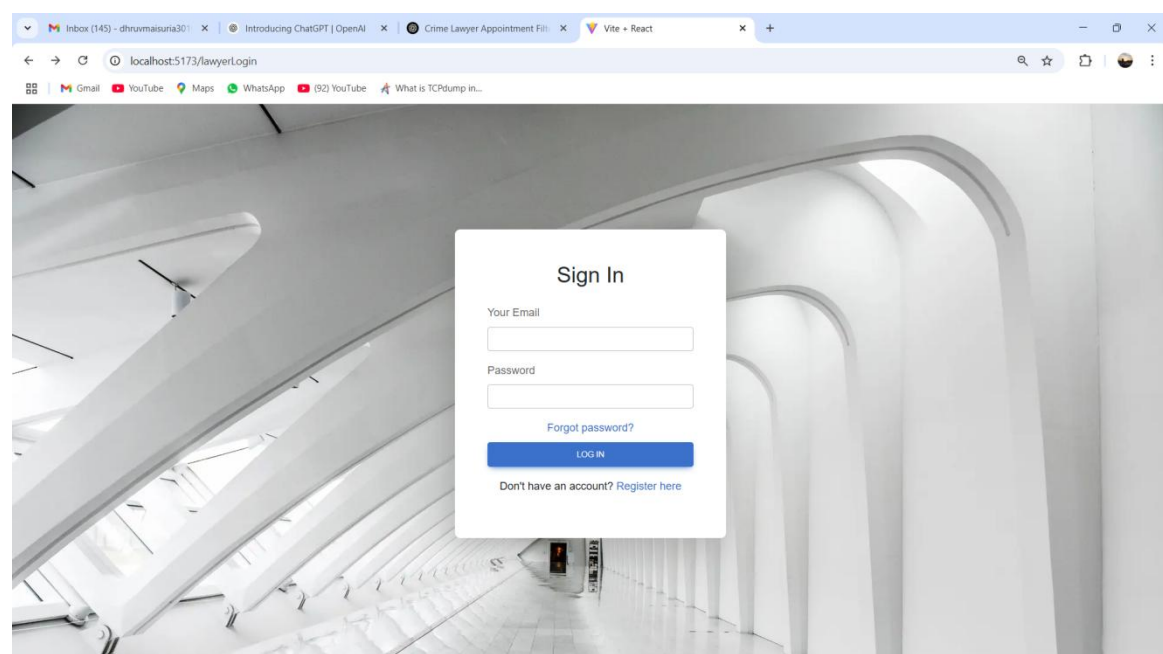 Inbox (145) - dhruvmaisuria301
Introducing ChatGPT | OpenAI
Crime Lawyer Appointment Filt
Vite + React
localhost:5173/lawyerLogin
Gmail
YouTube
Maps
WhatsApp
(92) YouTube
What is TCPdump in...
Sign In
Your Email
Password
Forgot password?
LOG IN
Don't have an account? Register here